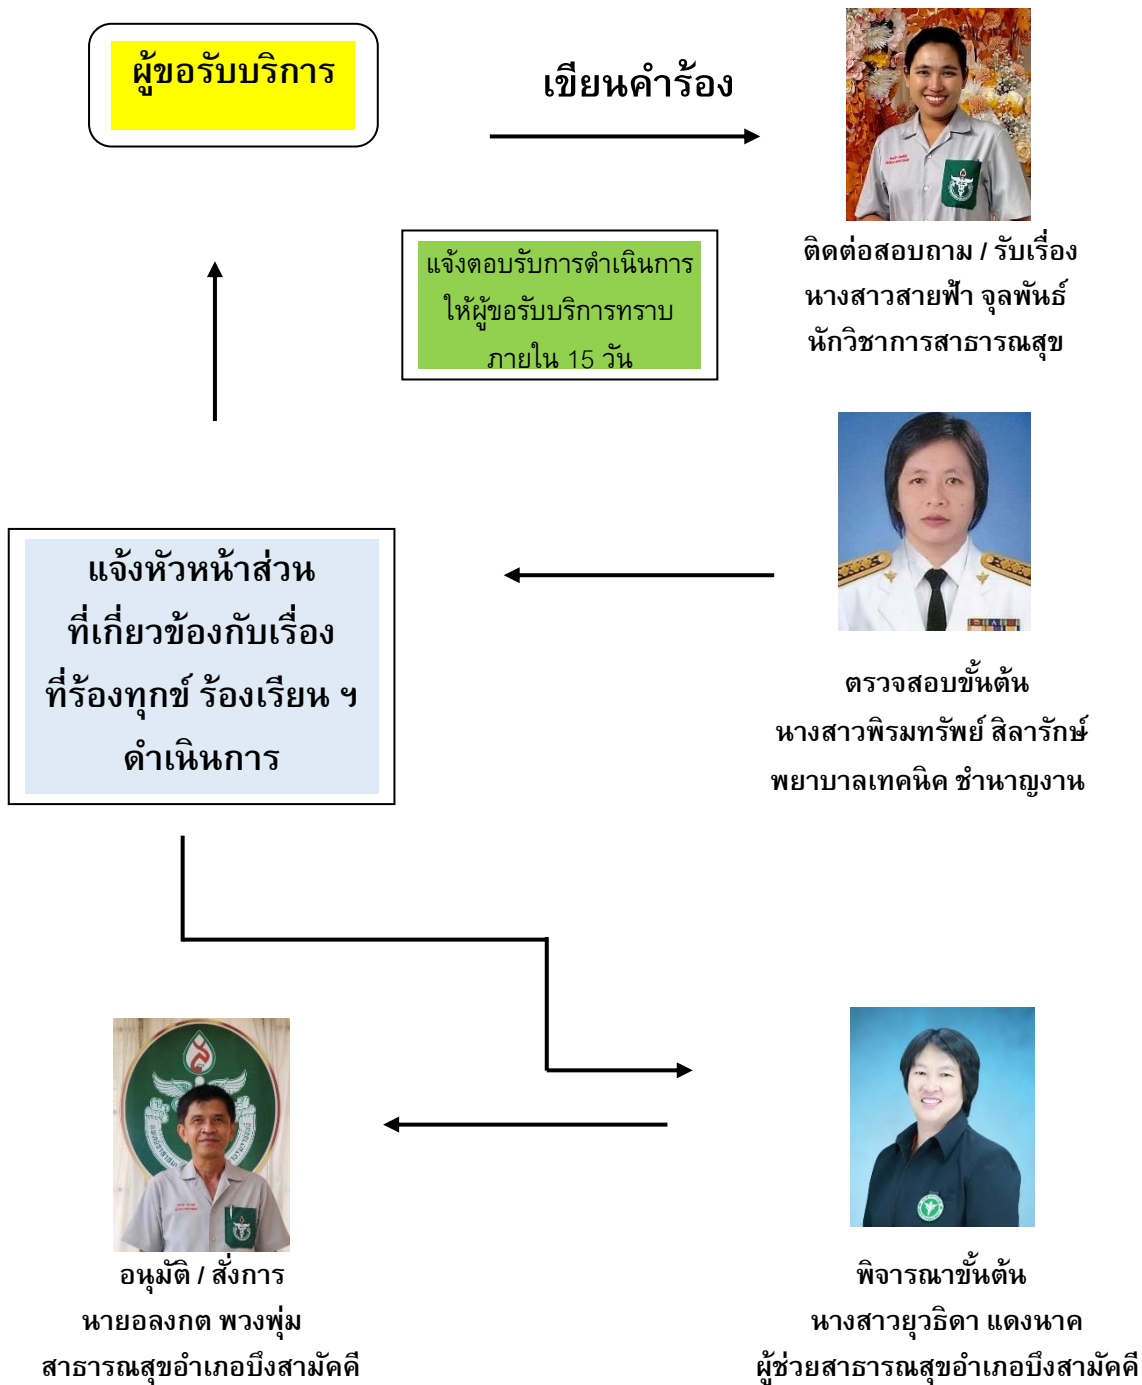 ผู้ขอรับบริการ
เขียนคำร้อง
แจ้งตอบรับการดำเนินการ
ให้ผู้ขอรับบริการทราบ
ภายใน 15 วัน
ติดต่อสอบถาม / รับเรื่อง
นางสาวสายฟ้า จุลพันธ์
นักวิชาการสาธารณสุข
แจ้งหัวหน้าส่วน
ที่เกี่ยวข้องกับเรื่อง
ที่ร้องทุกข์ ร้องเรียน ฯ
ดำเนินการ
ตรวจสอบขั้นต้น
นางสาวพิรมทรัพย์ สิลารักษ์
พยาบาลเทคนิค ชำนาญงาน
อนุมัติ / สั่งการ
นายอลงกต พวงพุ่ม
สาธารณสุขอำเภอบึงสามัคคี
พิจารณาขั้นต้น
นางสาวยุวธิดา แดงนาค
ผู้ช่วยสาธารณสุขอำเภอบึงสามัคคี